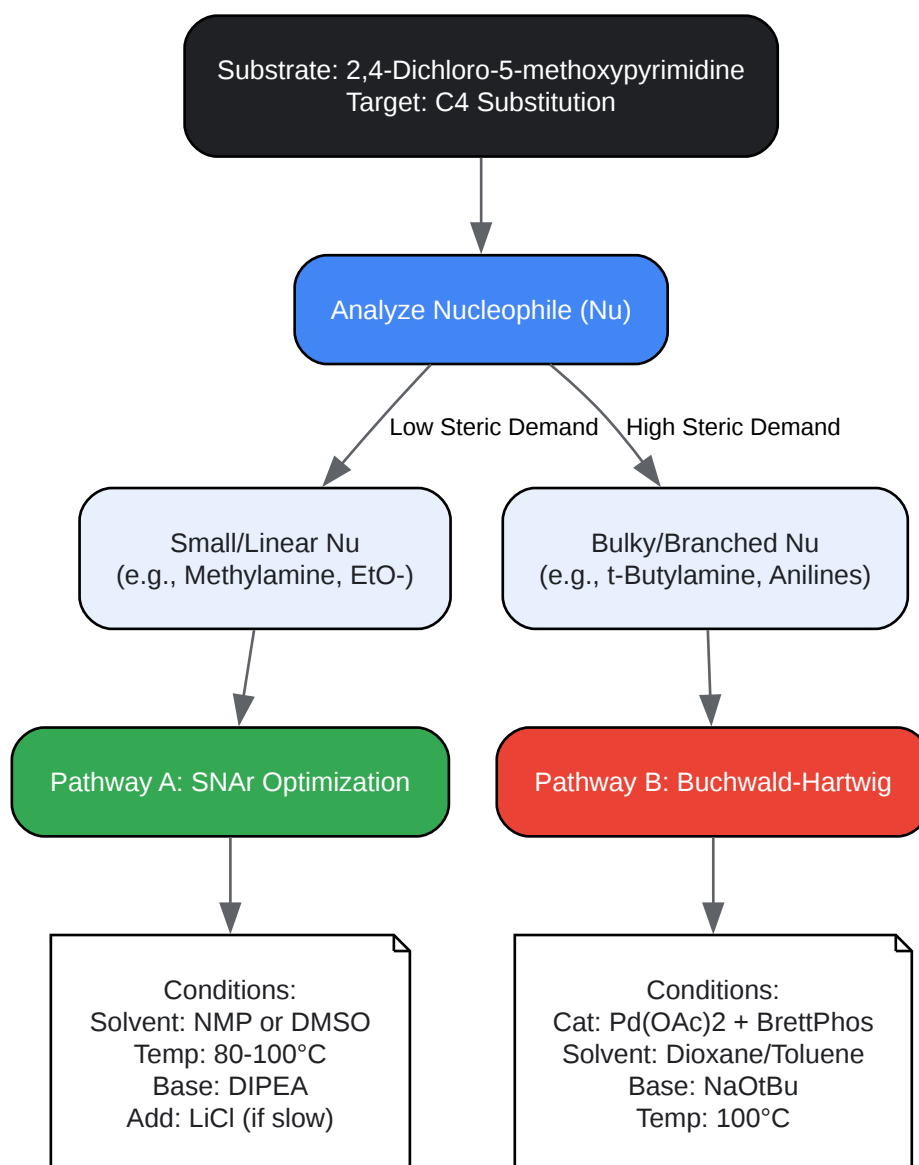 Substrate: 2,4-Dichloro-5-methoxypyrimidine
Target: C4 Substitution
Analyze Nucleophile (Nu)
Low Steric Demand
High Steric Demand
Small/Linear Nu
(e.g., Methylamine, EtO-)
Bulky/Branched Nu
(e.g., t-Butylamine, Anilines)
Pathway A: SNAr Optimization
Pathway B: Buchwald-Hartwig
Conditions:
Solvent: NMP or DMSO
Temp: 80-100°C
Base: DIPEA
Add: LiCl (if slow)
Conditions:
Cat: Pd(OAc)2 + BrettPhos
Solvent: Dioxane/Toluene
Base: NaOtBu
Temp: 100°C